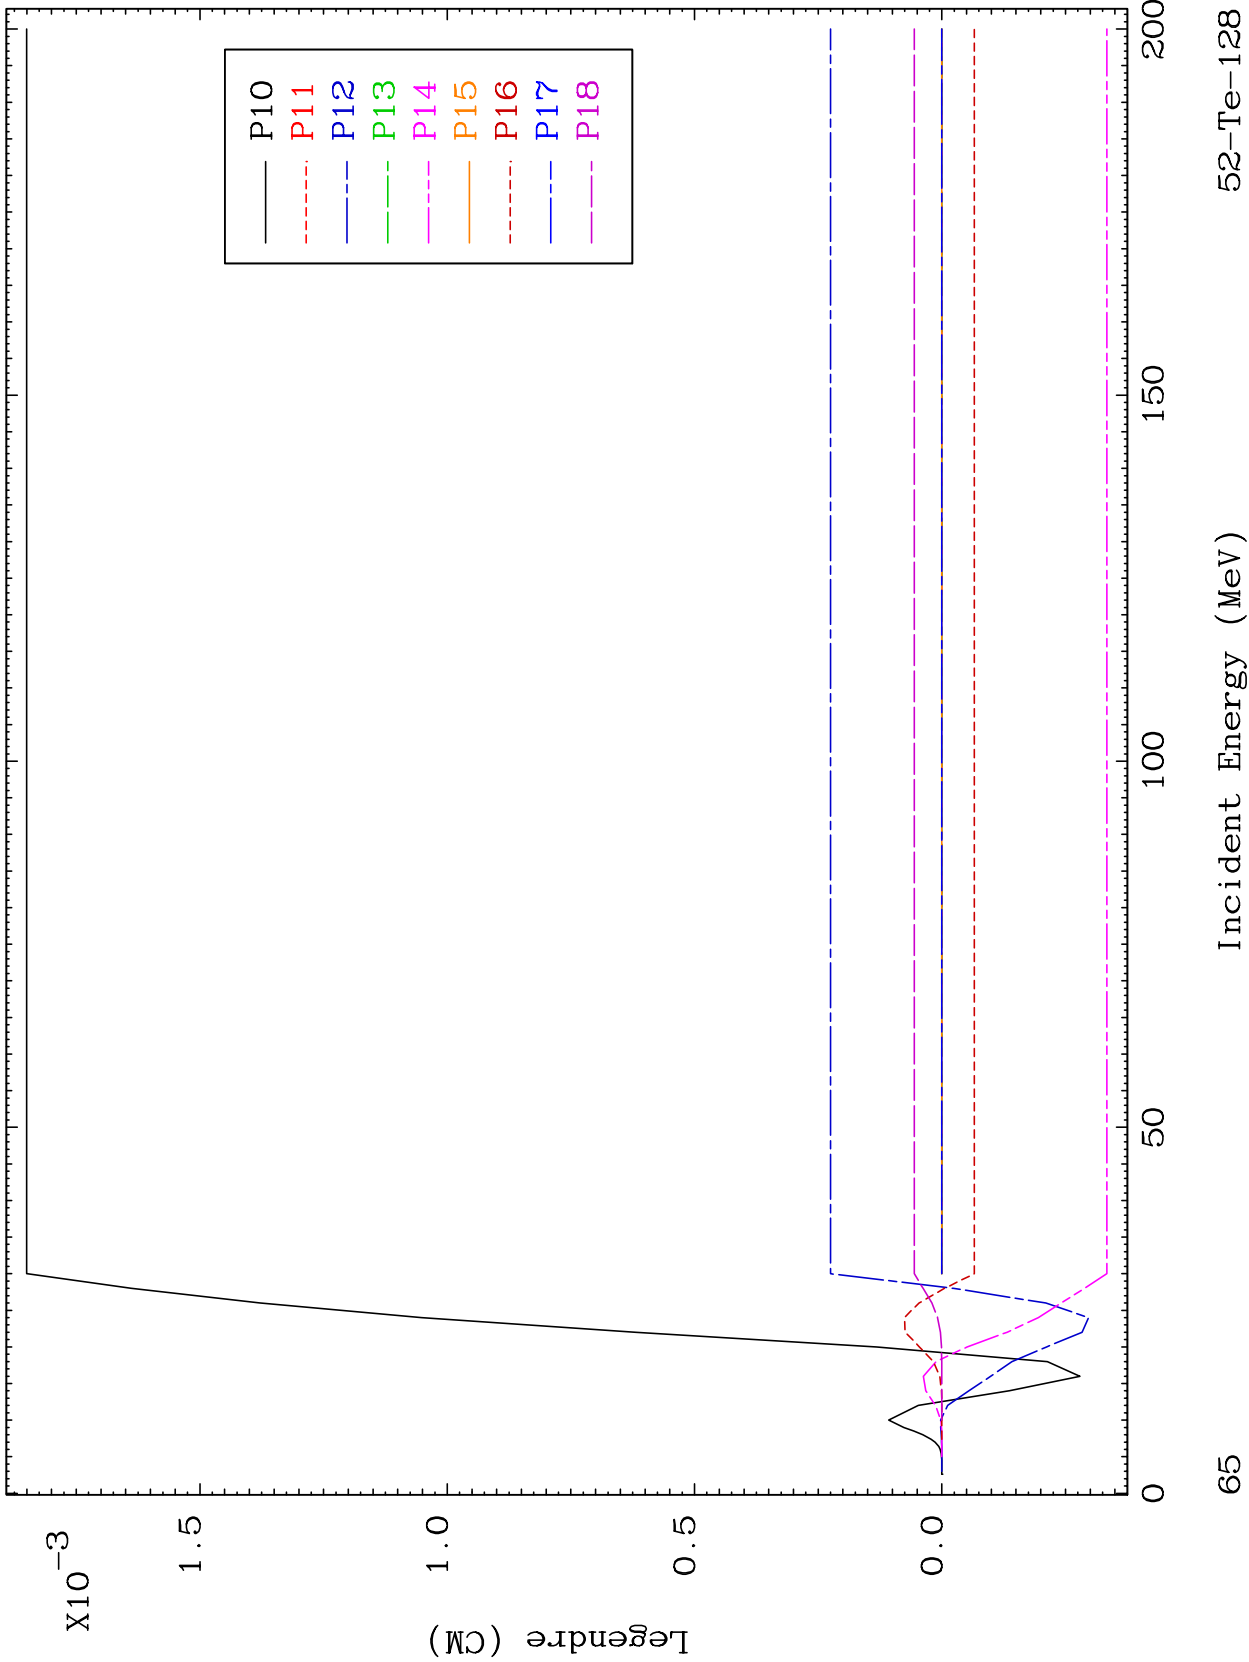 X10-3
Legendre (CM)
1.5
1.0
0.5
0.0
P10
P11
P12
P13
P14
P15
P16
P17
P18
0 50 100 150 200
Incident Energy (MeV)
65 52-Te-128